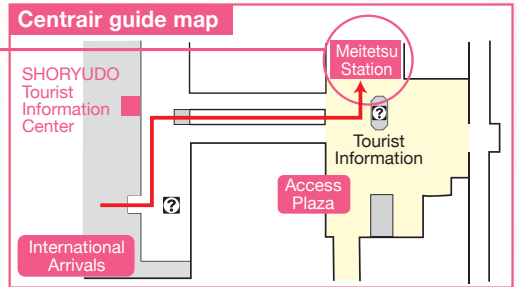 Centrair guide map
Meitetsu
Station
SHORYUDO
Tourist
Information
Center
?
Tourist
Information
Access
Plaza
?
International
Arrivals